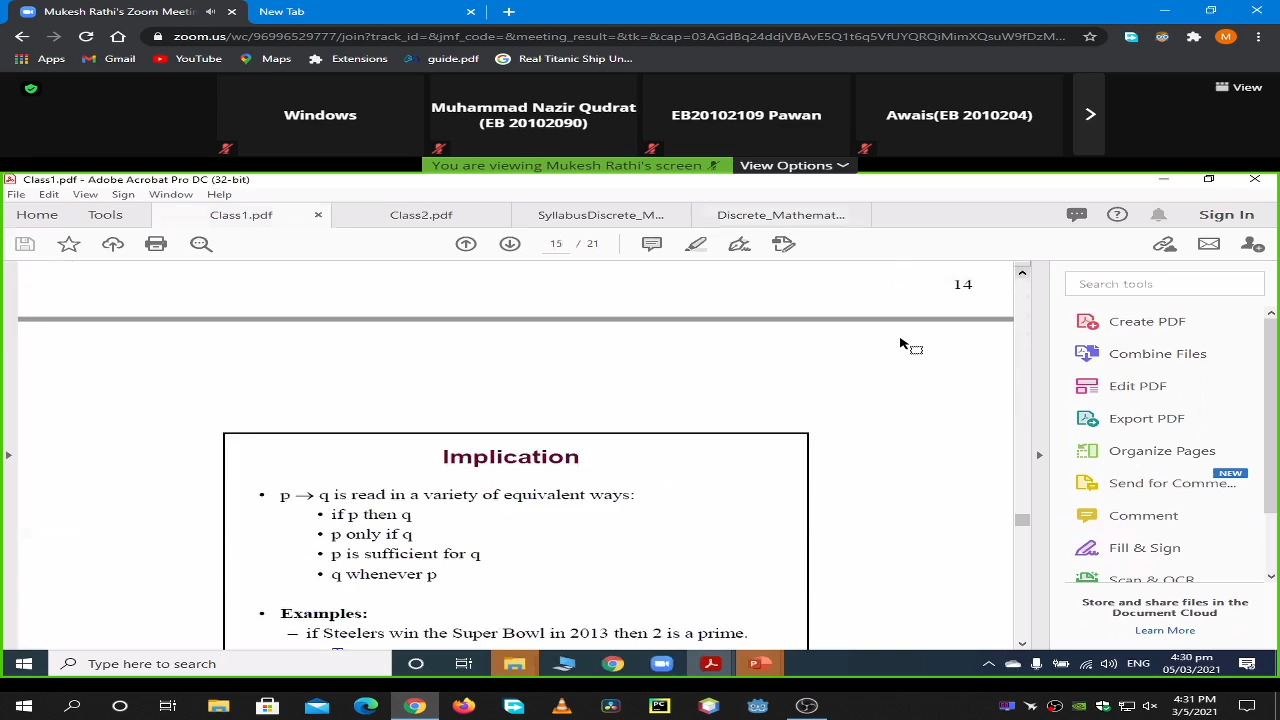 Mukesh Rathi's Zoom Meetin
New Tab
zoom.us/wc/96996529777/join?track_id=&jmf_code=&meeting_result=&tk=&cap=03AGdBq24ddjVBAvE5Q1t6q5VfUYQRQjMimXQsuW9fDzM...
Apps
Gmail
YouTube
Maps
Extensions
guide.pdf
Real Titanic Ship Un...
View
Windows
Muhammad Nazir Qudrat (EB 20102090)
EB20102109 Pawan
Awais(EB 2010204)
You are viewing Mukesh Rathi's screen
View Options
Class1.pdf - Adobe Acrobat Pro DC (32-bit)
File Edit View Sign Window Help
Home
Tools
Class1.pdf
Class2.pdf
SyllabusDiscrete_M...
Discrete_Mathemat...
Sign In
15 / 21
14
Search tools
Create PDF
Combine Files
Edit PDF
Export PDF
Organize Pages
NEW
Send for Comme...
Comment
Fill & Sign
Scan & OCR
Store and share files in the
Document Cloud
Learn More
Implication
• p → q is read in a variety of equivalent ways:
• if p then q
• p only if q
• p is sufficient for q
• q whenever p
• Examples:
– if Steelers win the Super Bowl in 2013 then 2 is a prime.
Type here to search
ENG
4:30 pm
05/03/2021
4:31 PM
3/5/2021